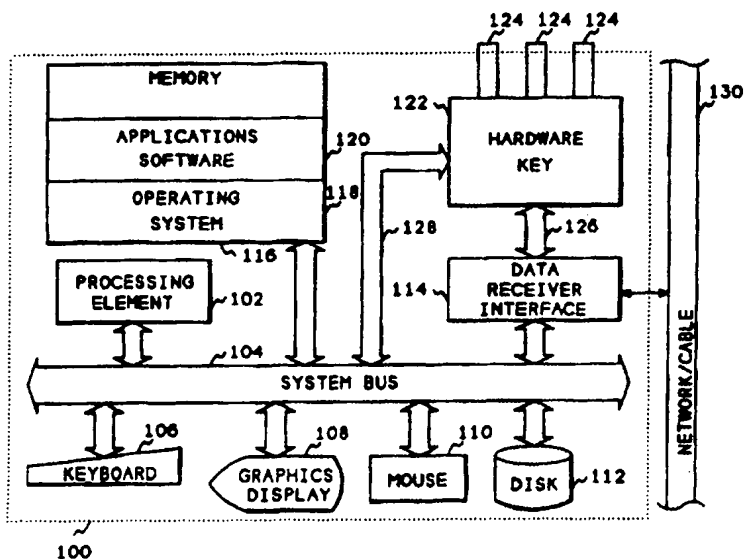 124 124 124
MEMORY
122
130
APPLICATIONS
SOFTWARE
120
HARDWARE
KEY
OPERATING
SYSTEM
118
116
128
126
PROCESSING
ELEMENT
102
114
DATA
RECEIVER
INTERFACE
104
SYSTEM BUS
NETWORK/CABLE
106
KEYBOARD
108
GRAPHICS
DISPLAY
110
MOUSE
DISK
112
100